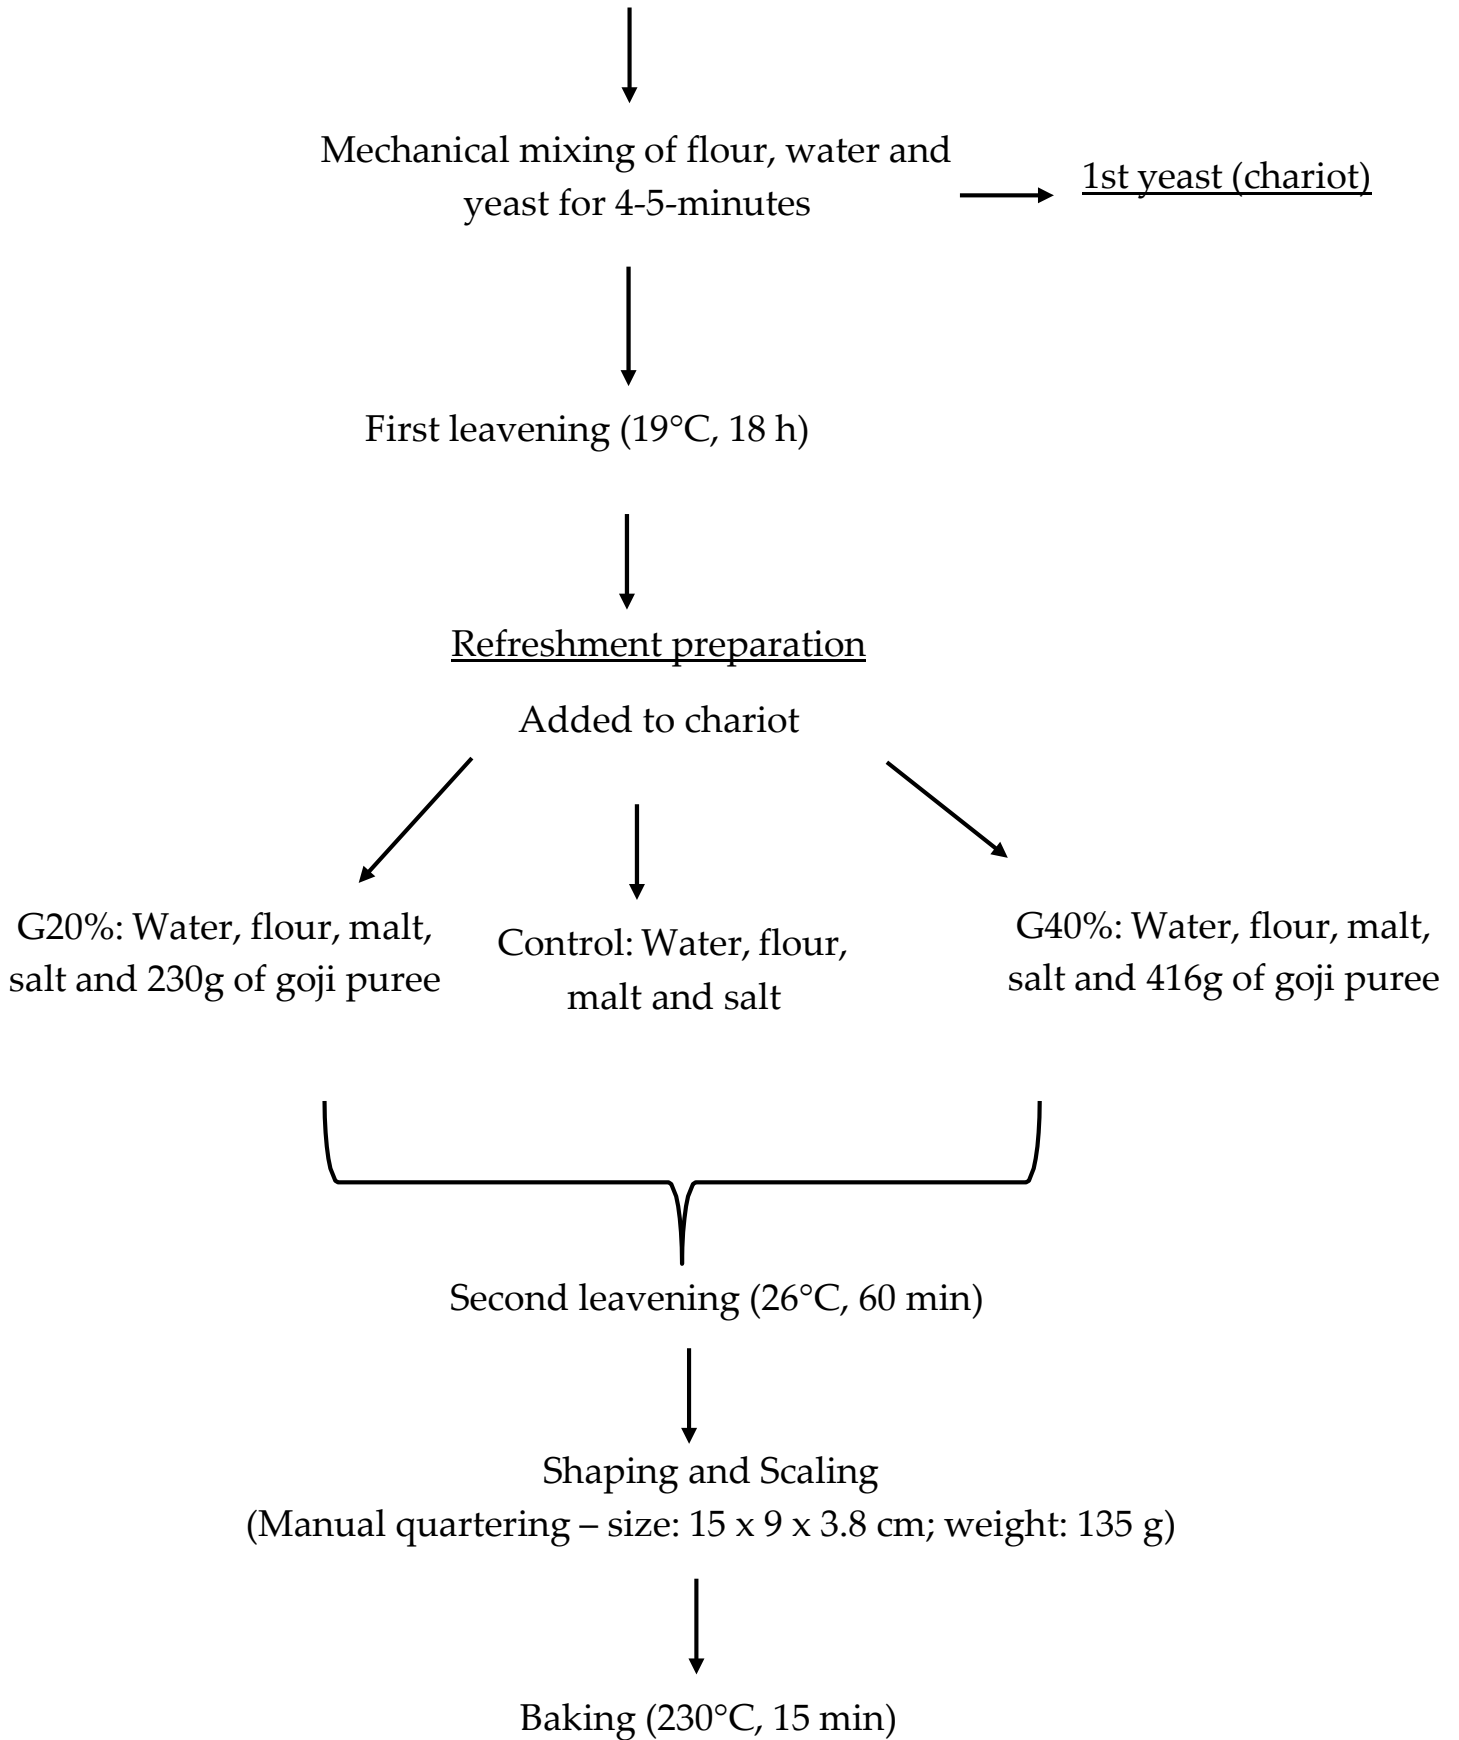 Mechanical mixing of flour, water and
yeast for 4-5-minutes
1st yeast (chariot)
First leavening (19°C, 18 h)
Refreshment preparation
Added to chariot
G20%: Water, flour, malt,
salt and 230g of goji puree
Control: Water, flour,
malt and salt
G40%: Water, flour, malt,
salt and 416g of goji puree
Second leavening (26°C, 60 min)
Shaping and Scaling
(Manual quartering – size: 15 x 9 x 3.8 cm; weight: 135 g)
Baking (230°C, 15 min)